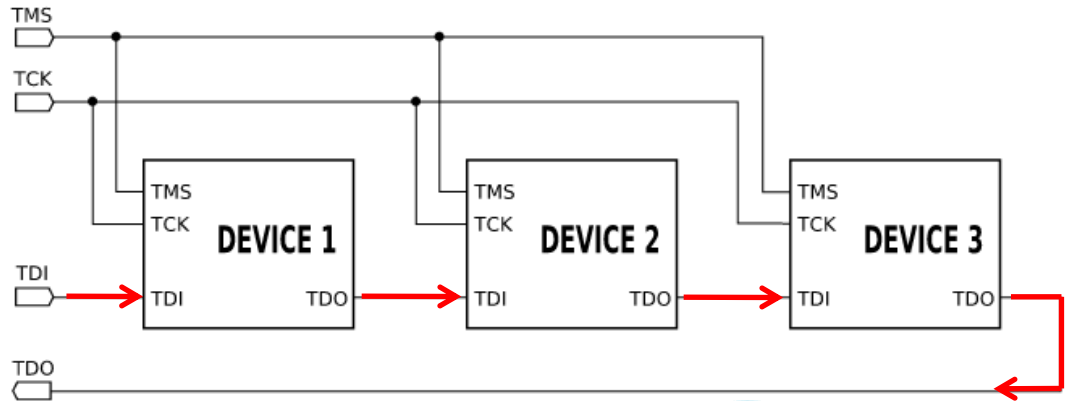 TMS
TCK
TMS
TCK
DEVICE 1
TDI
TDO
TMS
TCK
DEVICE 2
TDI
TDO
TMS
TCK
DEVICE 3
TDI
TDO
TDI
TDO